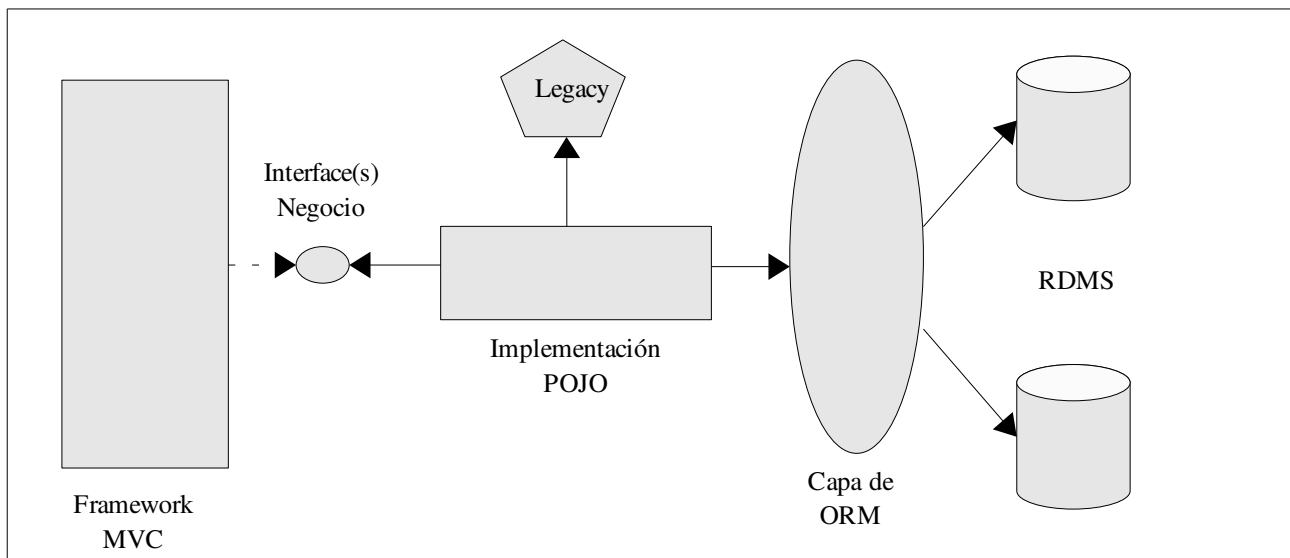 Legacy
Interface(s)
Negocio
RDMS
Implementación
POJO
Capa de
ORM
Framework
MVC